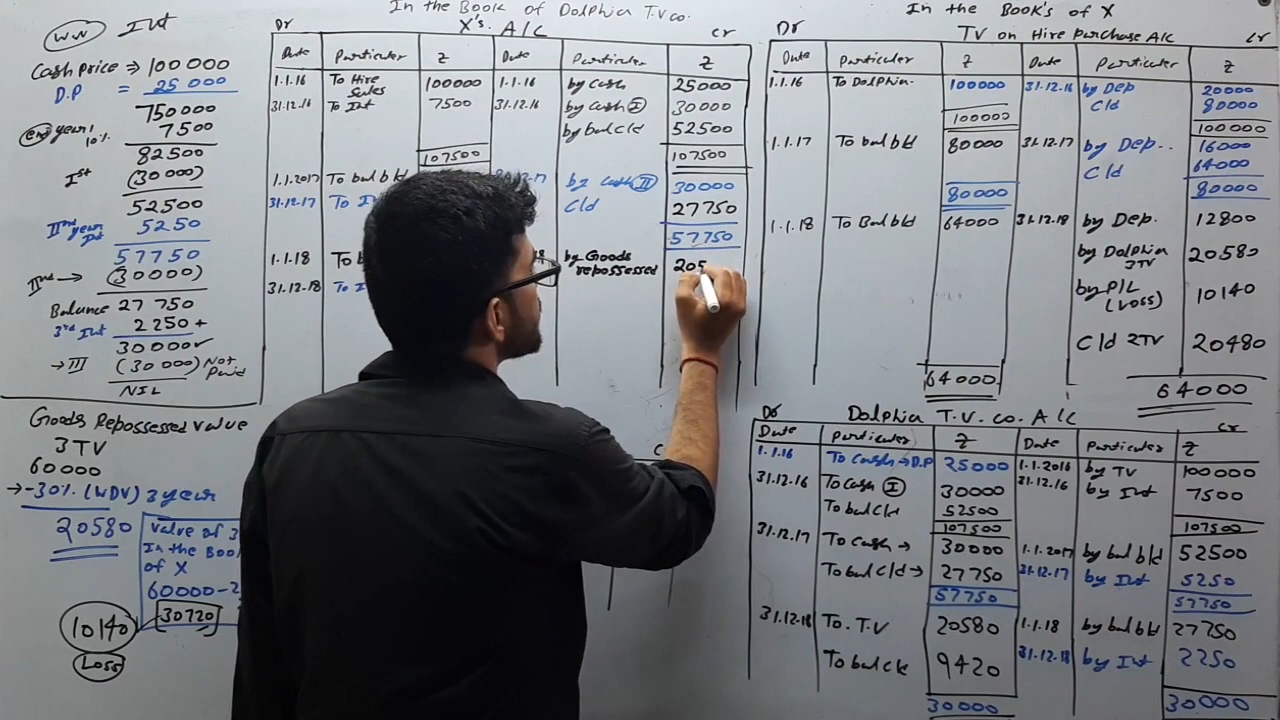 W.N Int
Cash price ⇒ 100000
D.P = 25000
750000
end year 1 10% 7500
82500
Ist (30000)
52500
IInd year Int 5250
57750
IInd → (30000)
Balance 27750
3rd Int 2250 +
30000 ✓
→ III (30000) Not Paid
NIL
Goods Repossessed value
3 TV
60000
→ -30% (WDV) 3 year
20580
Value of 3
In the Boo
of X
60000-2
30720
10140
Loss
In the Book of Dolphin T.V co.
Dr X's. A/C Cr
Date Particular ₹ Date Particular ₹
1.1.16 To Hire Sales 100000 1.1.16 by Cash 25000
31.12.16 To Int 7500 31.12.16 by Cash I 30000
by bal c/d 52500
107500 107500
1.1.2017 To bal b/d by Cash II 30000
31.12.17 To I C/d 27750
57750
1.1.18 To b by Goods repossessed 205
31.12.18 To I
C
In the Book's of X
Dr TV on Hire Purchase A/C Cr
Date Particular ₹ Date Particular ₹
1.1.16 To Dolphin 100000 31.12.16 by Dep 20000
C/d 80000
100000 100000
1.1.17 To bal b/d 80000 31.12.17 by Dep.. 16000
C/d 64000
80000 80000
1.1.18 To Bal b/d 64000 31.12.18 by Dep. 12800
by Dolphin 3TV 20580
by P/L (Loss) 10140
C/d 2TV 20480
64000 64000
Dr Dolphin T.V. co. A/C Cr
Date Particular ₹ Date Particular ₹
1.1.16 To Cash → D.P 25000 1.1.2016 by TV 100000
31.12.16 To Cash I 30000 31.12.16 by Int 7500
To bal c/d 52500
107500 107500
31.12.17 To Cash → 30000 1.1.2017 by bal b/d 52500
To bal c/d → 27750 31.12.17 by Int 5250
57750 57750
31.12.18 To. T.V 20580 1.1.18 by bal b/d 27750
To bal c/d 9420 31.12.18 by Int 2250
30000 30000